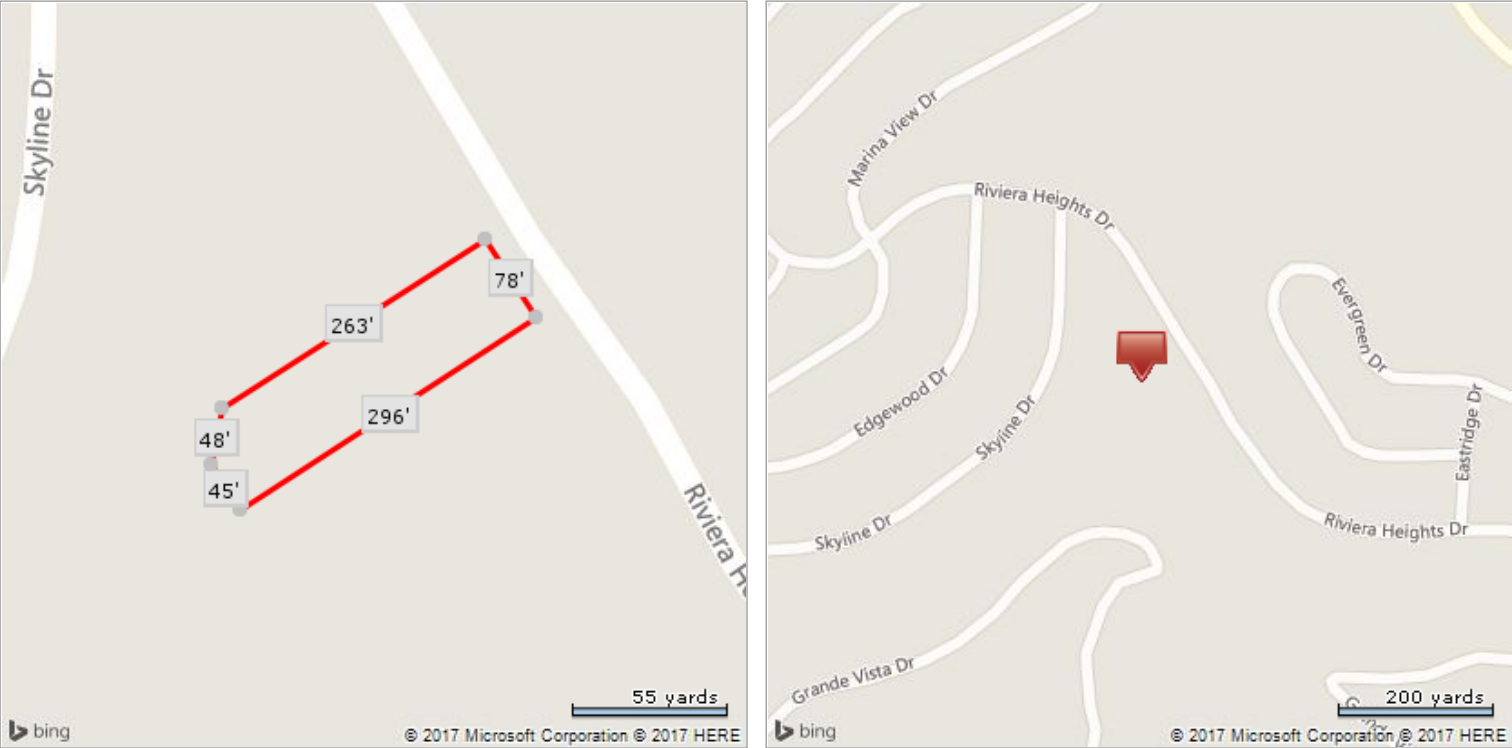 Skyline Dr
78'
263'
296'
48'
45'
Riviera H
55 yards
bing
© 2017 Microsoft Corporation © 2017 HERE
Marina View Dr
Riviera Heights Dr
Evergreen Dr
Edgewood Dr
Skyline Dr
Eastridge Dr
Skyline Dr
Riviera Heights Dr
Grande Vista Dr
200 yards
bing
© 2017 Microsoft Corporation © 2017 HERE